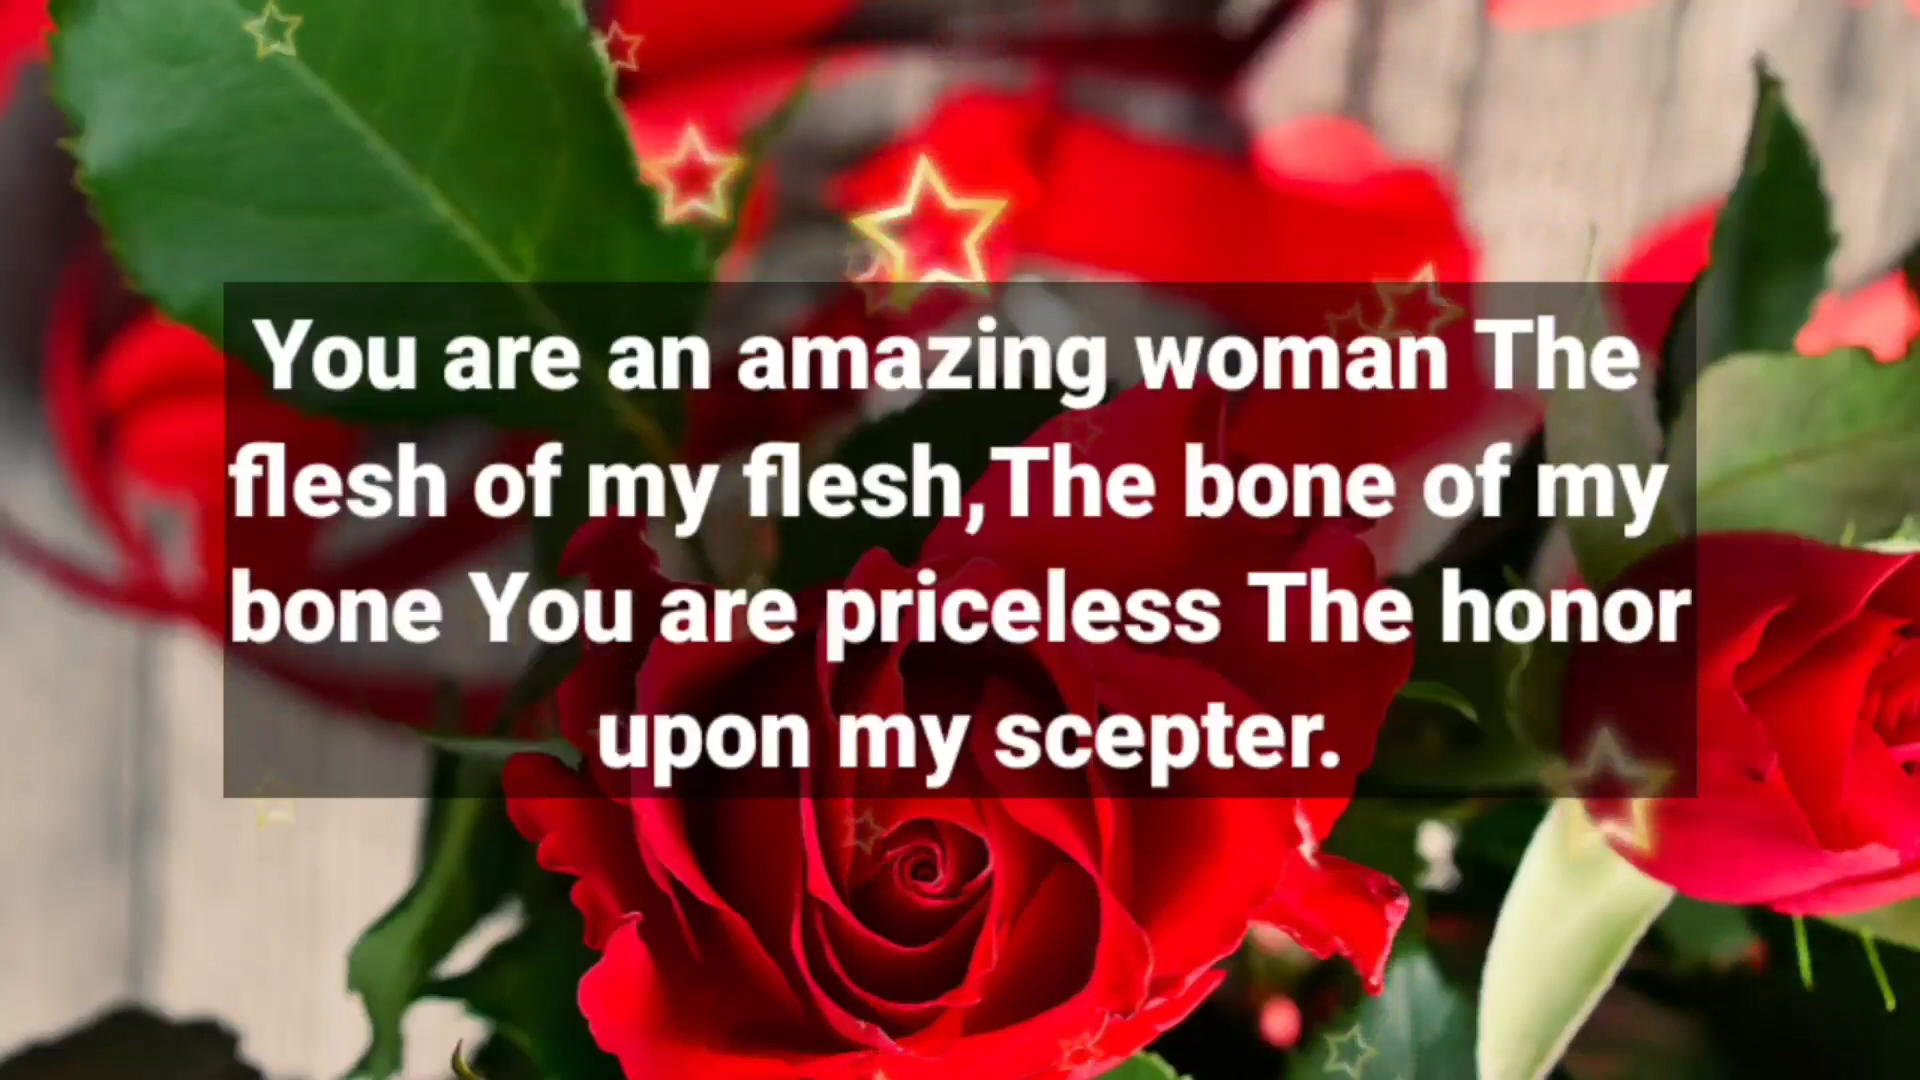 You are an amazing woman The
flesh of my flesh,The bone of my
bone You are priceless The honor
upon my scepter.